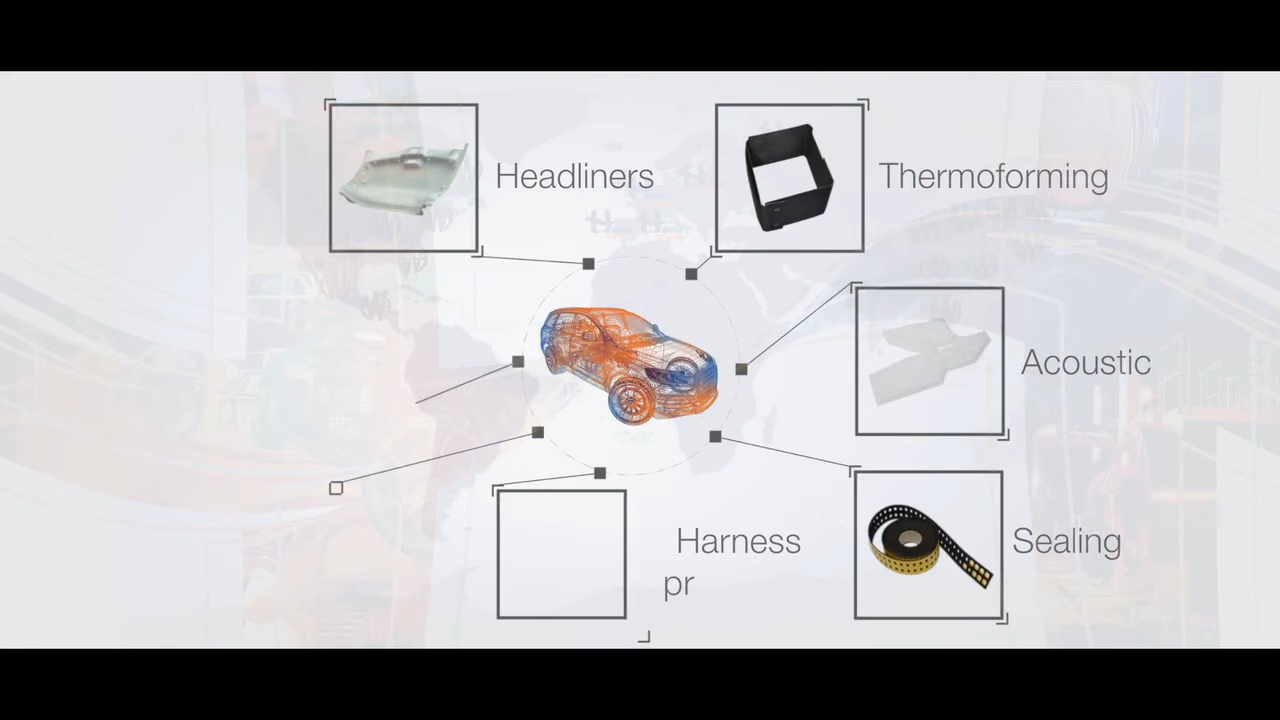 Headliners
Thermoforming
Acoustic
Harness
pr
Sealing